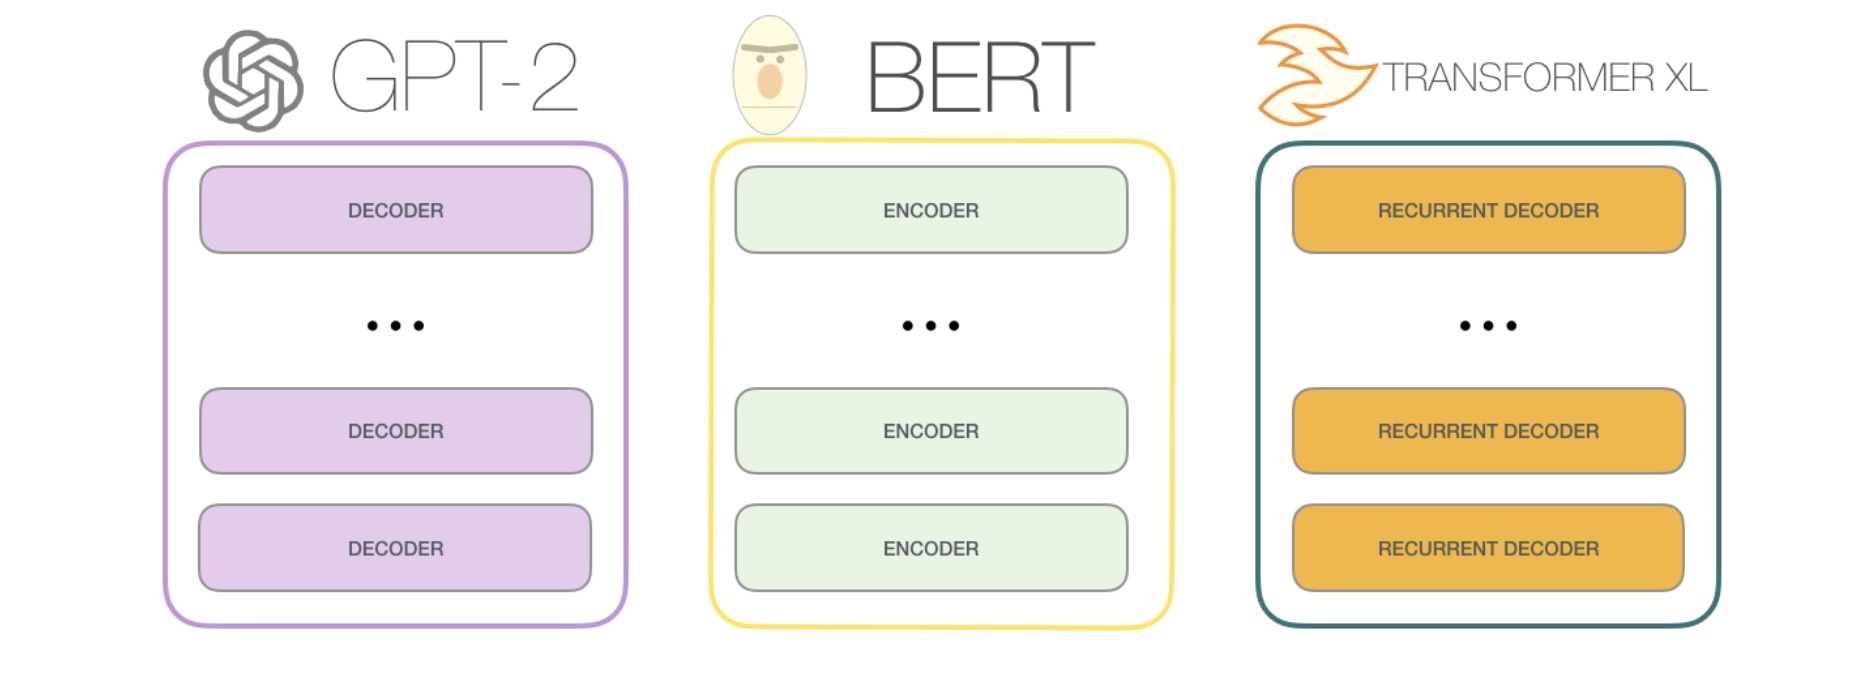 GPT-2
DECODER
...
DECODER
DECODER
BERT
ENCODER
...
ENCODER
ENCODER
TRANSFORMER XL
RECURRENT DECODER
...
RECURRENT DECODER
RECURRENT DECODER